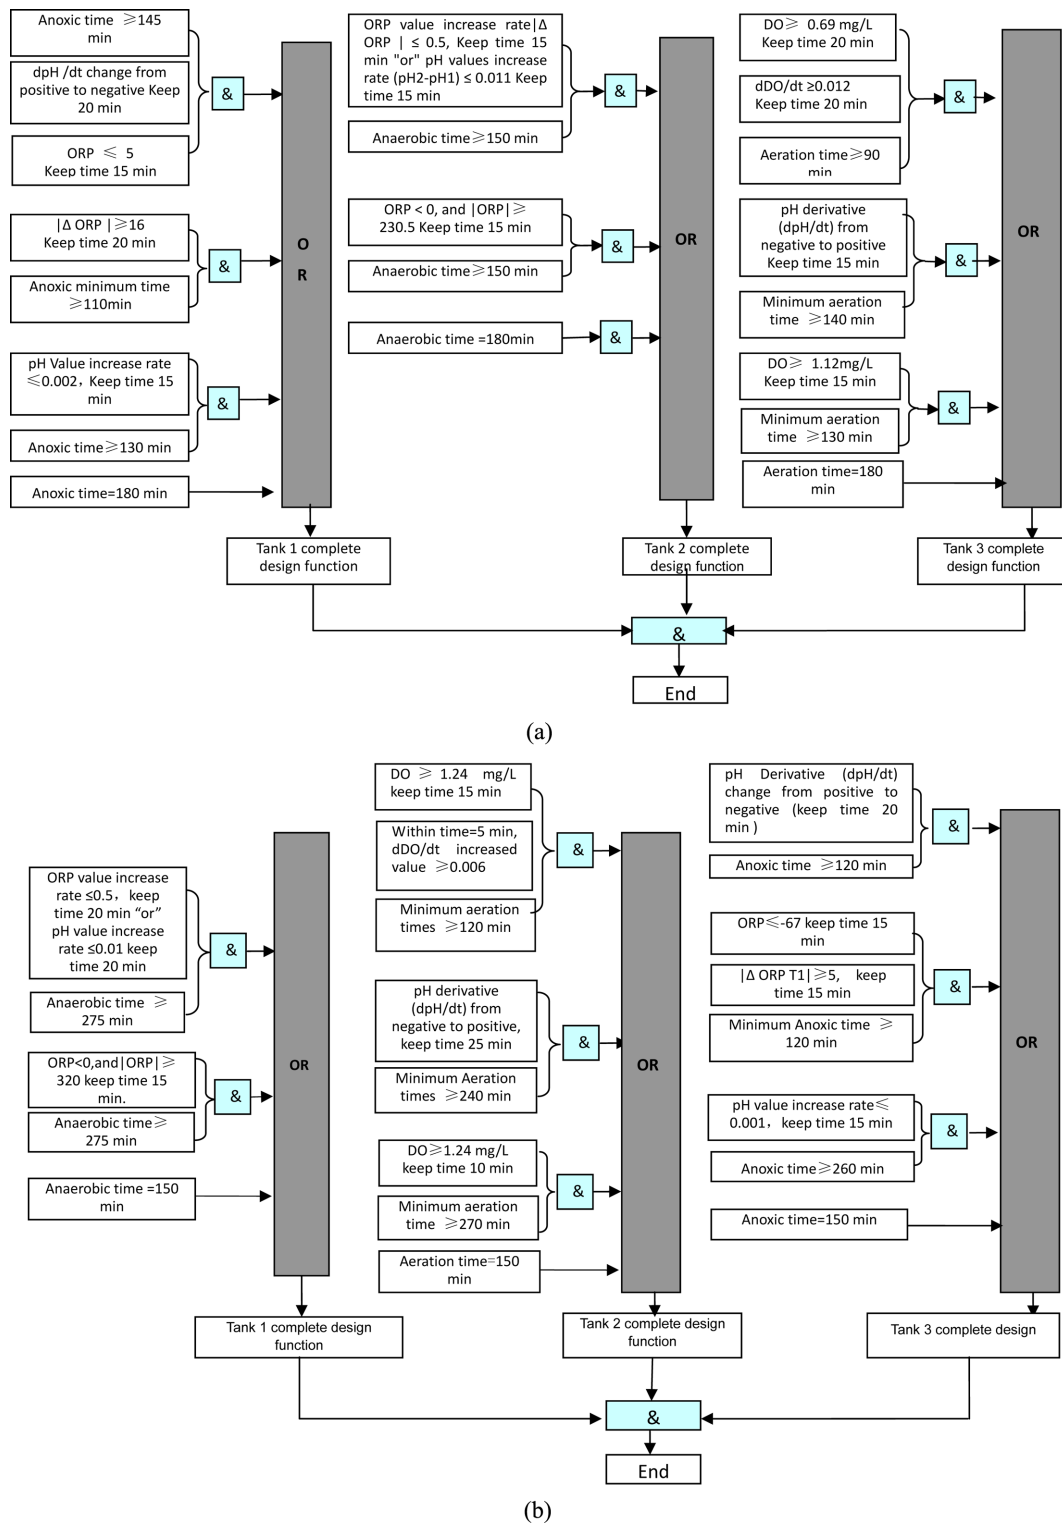 Anoxic time ≥145
min
dpH /dt change from
positive to negative Keep
20 min
ORP ≤ 5
Keep time 15 min
&
|Δ ORP | ≥16
Keep time 20 min
Anoxic minimum time
≥110min
&
pH Value increase rate
≤0.002, Keep time 15
min
Anoxic time≥130 min
&
Anoxic time=180 min
O
R
Tank 1 complete
design function
ORP value increase rate|Δ
ORP | ≤ 0.5, Keep time 15
min "or" pH values increase
rate (pH2-pH1) ≤ 0.011 Keep
time 15 min
Anaerobic time≥150 min
&
ORP < 0, and |ORP|≥
230.5 Keep time 15 min
Anaerobic time≥150 min
&
Anaerobic time =180min
&
OR
Tank 2 complete
design function
DO≥ 0.69 mg/L
Keep time 20 min
dDO/dt ≥0.012
Keep time 20 min
Aeration time≥90
min
&
pH derivative
(dpH/dt) from
negative to positive
Keep time 15 min
Minimum aeration
time ≥140 min
&
DO≥ 1.12mg/L
Keep time 15 min
Minimum aeration
time ≥130 min
&
Aeration time=180
min
OR
Tank 3 complete
design function
&
End
(a)
ORP value increase
rate ≤0.5, keep
time 20 min “or”
pH value increase
rate ≤0.01 keep
time 20 min
Anaerobic time ≥
275 min
&
ORP<0,and|ORP|≥
320 keep time 15
min.
Anaerobic time≥
275 min
&
Anaerobic time =150
min
OR
Tank 1 complete design
function
DO ≥ 1.24 mg/L
keep time 15 min
Within time=5 min,
dDO/dt increased
value ≥0.006
Minimum aeration
times ≥120 min
&
pH derivative
(dpH/dt) from
negative to positive,
keep time 25 min
Minimum Aeration
times ≥240 min
&
DO≥1.24 mg/L
keep time 10 min
Minimum aeration
time ≥270 min
&
Aeration time=150
min
OR
Tank 2 complete design
function
pH Derivative (dpH/dt)
change from positive to
negative (keep time 20
min )
Anoxic time ≥120 min
&
ORP≤-67 keep time 15
min
|Δ ORP T1|≥5, keep
time 15 min
Minimum Anoxic time ≥
120 min
&
pH value increase rate≤
0.001, keep time 15 min
Anoxic time≥260 min
&
Anoxic time=150 min
OR
Tank 3 complete design
&
End
(b)